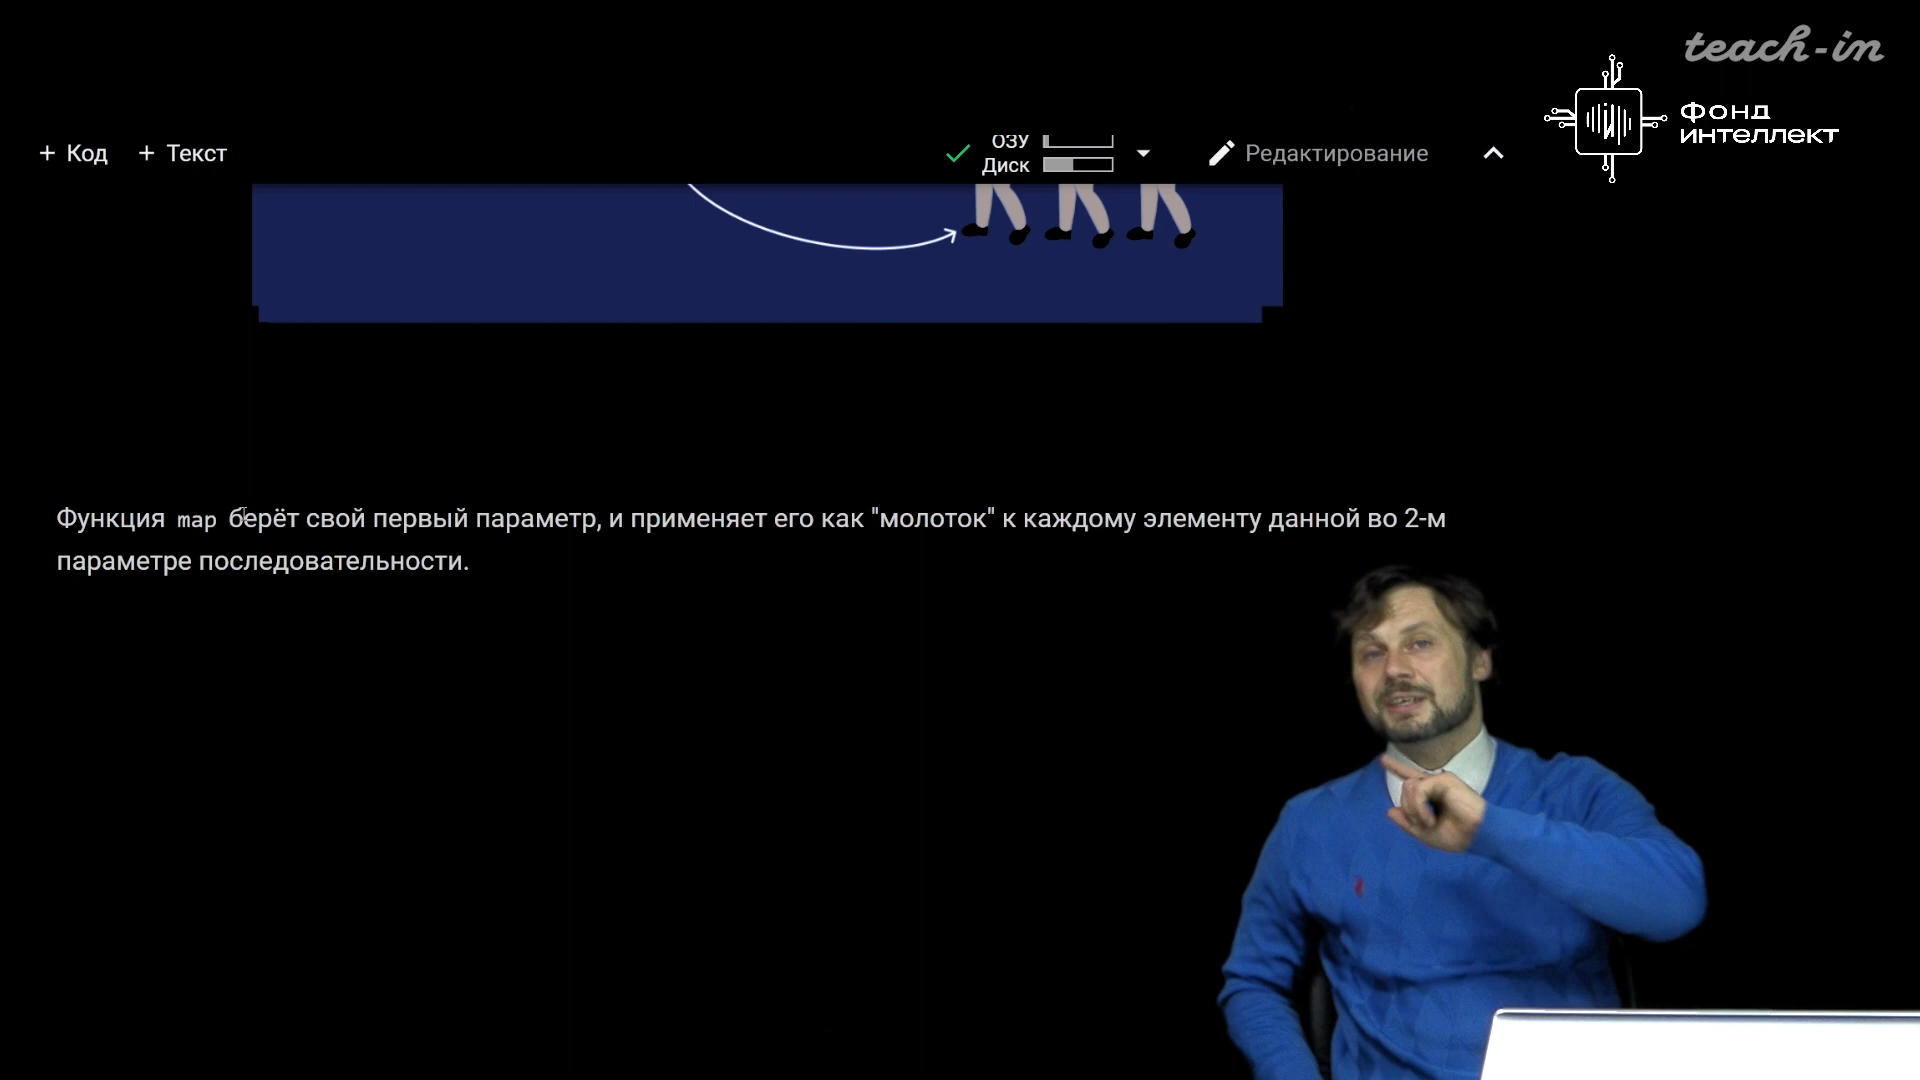 teach-in
Фонд
интеллект
+ Код + Текст
ОЗУ
Диск
Редактирование
Функция map берёт свой первый параметр, и применяет его как "молоток" к каждому элементу данной во 2-м
параметре последовательности.